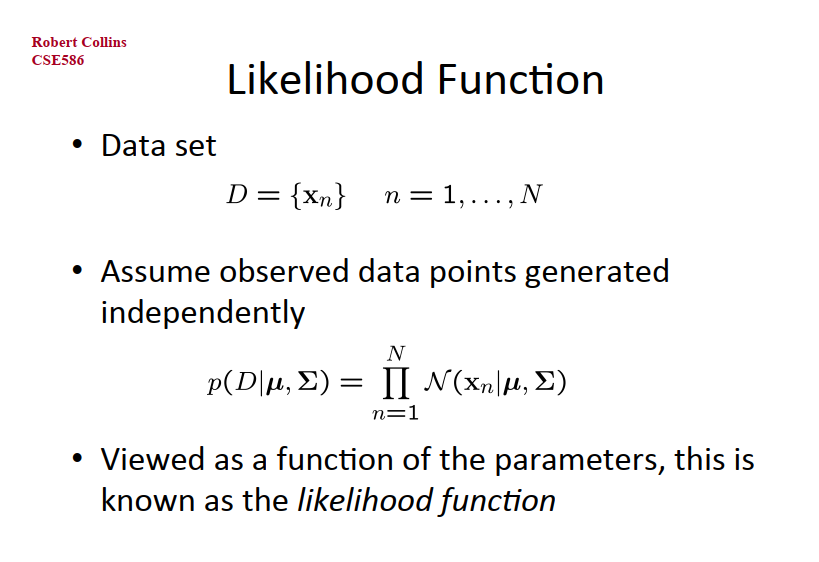 Robert Collins
CSE586
Likelihood Function
• Data set
D = {xₙ} n = 1, . . . , N
• Assume observed data points generated
independently
p(D|μ, Σ) = ∏ₙ₌₁ᴺ 𝒩(xₙ|μ, Σ)
• Viewed as a function of the parameters, this is
known as the likelihood function